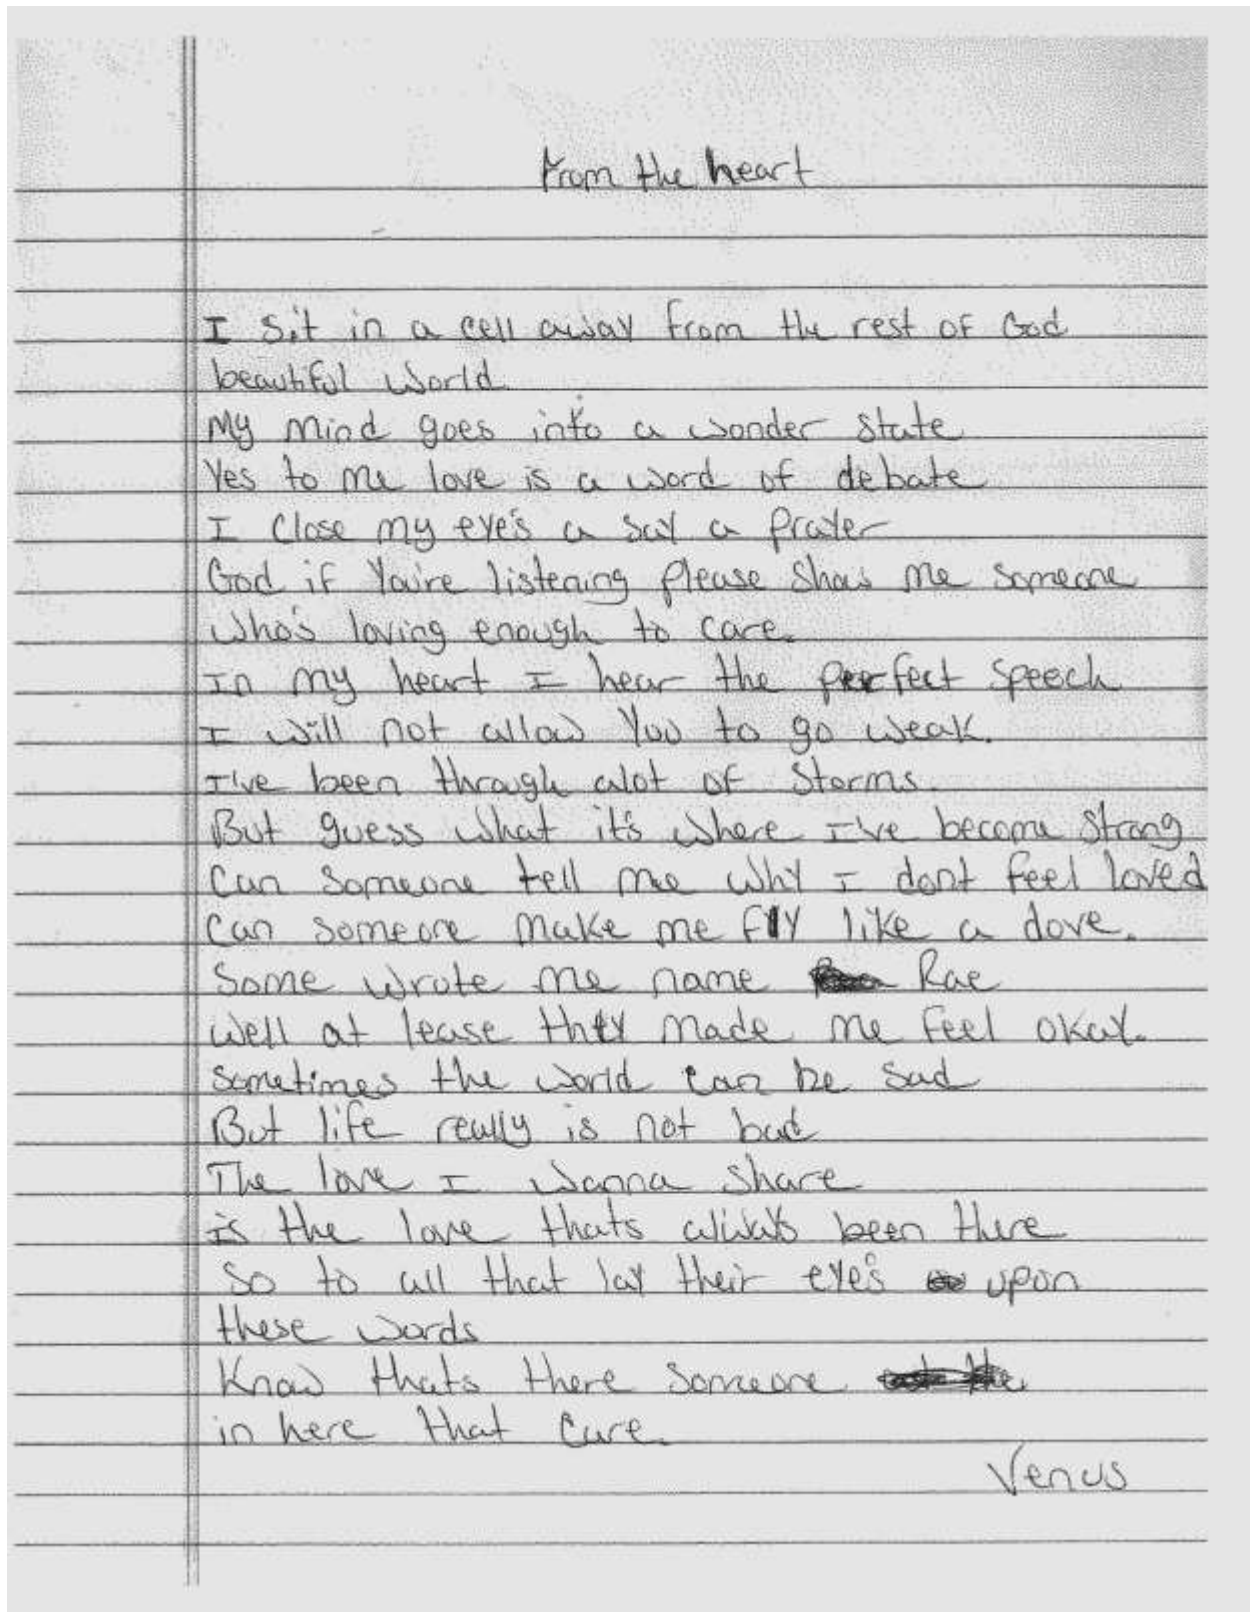 From the heart
I sit in a cell away from the rest of God
beautiful world
My mind goes into a wonder state
Yes to me love is a word of debate
I close my eye's a say a prayer
God if you're listening please show me someone
who's loving enough to care.
In my heart I hear the perfect speech
I will not allow you to go weak.
I've been through alot of storms.
But guess what it's where I've become strong
Can someone tell me why I dont feel loved
Can someone make me fly like a dove.
Some wrote me name Rae
well at lease they made me feel okay.
Sometimes the world can be sad
But life really is not bad
The love I wanna share
is the love thats always been there
So to all that lay their eye's upon
these words
Know thats there someone
in here that care.
Venus